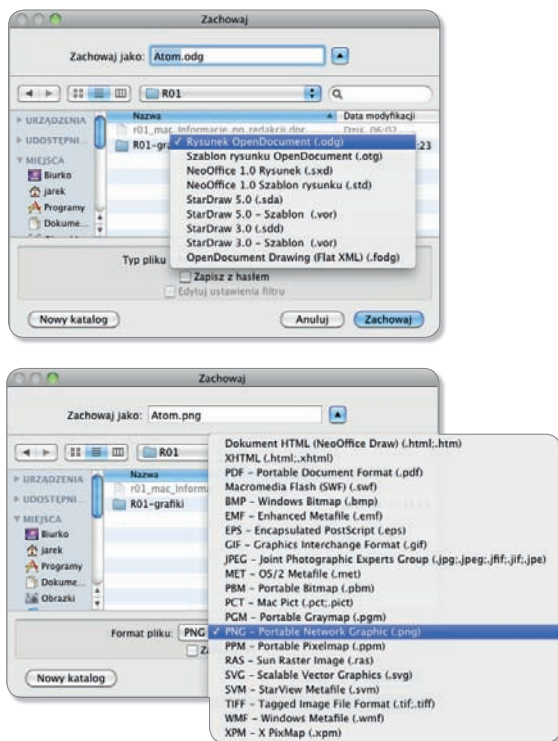 Zachowaj
Zachowaj jako: Atom.odg
R01
Nazwa Data modyfikacji
URZĄDZENIA
r01_mac_Informacje_po_redakcji.doc Dziś, 06:02
UDOSTĘPNI...
R01-gra 23
MIEJSCA
Biurko
jarek
Programy
Dokume...
Rysunek OpenDocument (.odg)
Szablon rysunku OpenDocument (.otg)
NeoOffice 1.0 Rysunek (.sxd)
NeoOffice 1.0 Szablon rysunku (.std)
StarDraw 5.0 (.sda)
StarDraw 5.0 – Szablon (.vor)
StarDraw 3.0 (.sdd)
StarDraw 3.0 – Szablon (.vor)
OpenDocument Drawing (Flat XML) (.fodg)
Typ pliku
Zapisz z hasłem
Edytuj ustawienia filtru
Nowy katalog Anuluj Zachowaj
Zachowaj
Zachowaj jako: Atom.png
R01
Nazwa
URZĄDZENIA
r01_mac_Informa
UDOSTĘPNI...
R01-grafiki
MIEJSCA
Biurko
jarek
Programy
Dokume...
Obrazki
Dokument HTML (NeoOffice Draw) (.html;.htm)
XHTML (.html;.xhtml)
PDF – Portable Document Format (.pdf)
Macromedia Flash (SWF) (.swf)
BMP – Windows Bitmap (.bmp)
EMF – Enhanced Metafile (.emf)
EPS – Encapsulated PostScript (.eps)
GIF – Graphics Interchange Format (.gif)
JPEG – Joint Photographic Experts Group (.jpg;.jpeg;.jfif;.jif;.jpe)
MET – OS/2 Metafile (.met)
PBM – Portable Bitmap (.pbm)
PCT – Mac Pict (.pct;.pict)
PGM – Portable Graymap (.pgm)
PNG – Portable Network Graphic (.png)
PPM – Portable Pixelmap (.ppm)
RAS – Sun Raster Image (.ras)
SVG – Scalable Vector Graphics (.svg)
SVM – StarView Metafile (.svm)
TIFF – Tagged Image File Format (.tif;.tiff)
WMF – Windows Metafile (.wmf)
XPM – X PixMap (.xpm)
Format pliku: PNG
Za
Nowy katalog